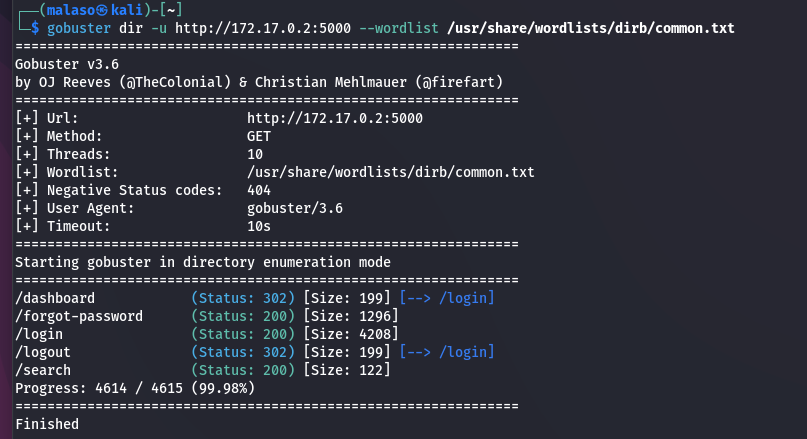 (malaso㉿kali)-[~]
$ gobuster dir -u http://172.17.0.2:5000 --wordlist /usr/share/wordlists/dirb/common.txt
===============================================================
Gobuster v3.6
by OJ Reeves (@TheColonial) & Christian Mehlmauer (@firefart)
===============================================================
[+] Url:                     http://172.17.0.2:5000
[+] Method:                  GET
[+] Threads:                 10
[+] Wordlist:                /usr/share/wordlists/dirb/common.txt
[+] Negative Status codes:   404
[+] User Agent:              gobuster/3.6
[+] Timeout:                 10s
===============================================================
Starting gobuster in directory enumeration mode
===============================================================
/dashboard            (Status: 302) [Size: 199] [--> /login]
/forgot-password      (Status: 200) [Size: 1296]
/login                (Status: 200) [Size: 4208]
/logout               (Status: 302) [Size: 199] [--> /login]
/search               (Status: 200) [Size: 122]
Progress: 4614 / 4615 (99.98%)
===============================================================
Finished